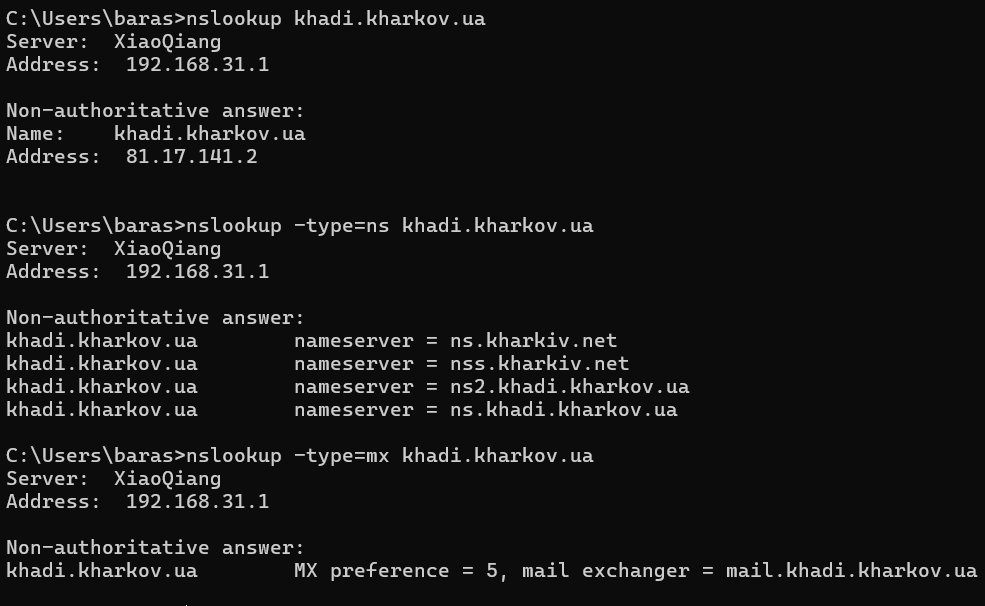 C:\Users\baras>nslookup khadi.kharkov.ua
Server:  XiaoQiang
Address:  192.168.31.1
Non-authoritative answer:
Name:    khadi.kharkov.ua
Address:  81.17.141.2
C:\Users\baras>nslookup -type=ns khadi.kharkov.ua
Server:  XiaoQiang
Address:  192.168.31.1
Non-authoritative answer:
khadi.kharkov.ua        nameserver = ns.kharkiv.net
khadi.kharkov.ua        nameserver = nss.kharkiv.net
khadi.kharkov.ua        nameserver = ns2.khadi.kharkov.ua
khadi.kharkov.ua        nameserver = ns.khadi.kharkov.ua
C:\Users\baras>nslookup -type=mx khadi.kharkov.ua
Server:  XiaoQiang
Address:  192.168.31.1
Non-authoritative answer:
khadi.kharkov.ua        MX preference = 5, mail exchanger = mail.khadi.kharkov.ua